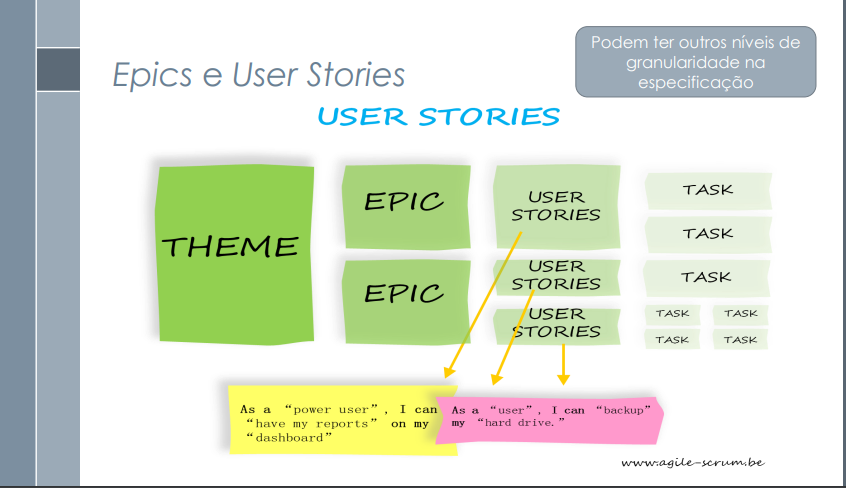 Podem ter outros níveis de
granularidade na
especificação
Epics e User Stories
USER STORIES
THEME
EPIC
EPIC
USER
STORIES
USER
STORIES
USER
STORIES
TASK
TASK
TASK
TASK
TASK
TASK
TASK
As a “power user”, I can
“have my reports” on my
“dashboard”
As a “user”, I can “backup”
my “hard drive.”
www.agile-scrum.be